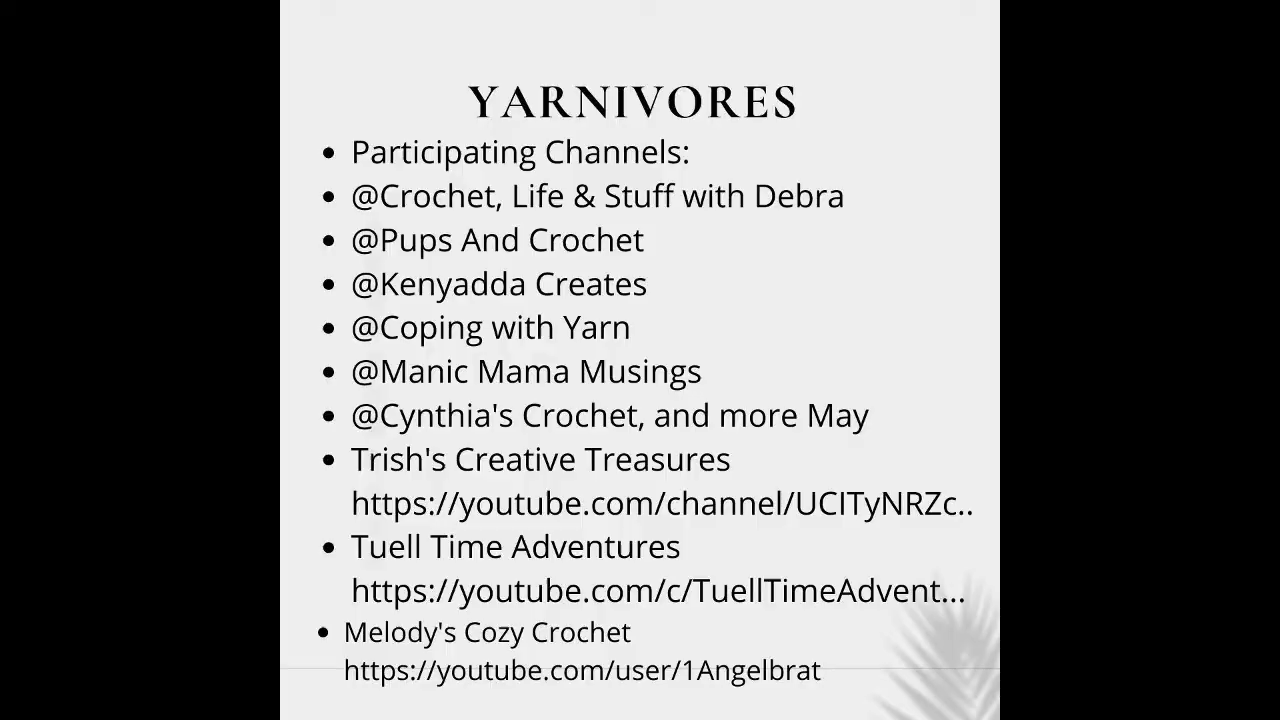 YARNIVORES
• Participating Channels:
• @Crochet, Life & Stuff with Debra
• @Pups And Crochet
• @Kenyadda Creates
• @Coping with Yarn
• @Manic Mama Musings
• @Cynthia's Crochet, and more May
• Trish's Creative Treasures
https://youtube.com/channel/UCITyNRZc..
• Tuell Time Adventures
https://youtube.com/c/TuellTimeAdvent...
• Melody's Cozy Crochet
https://youtube.com/user/1Angelbrat